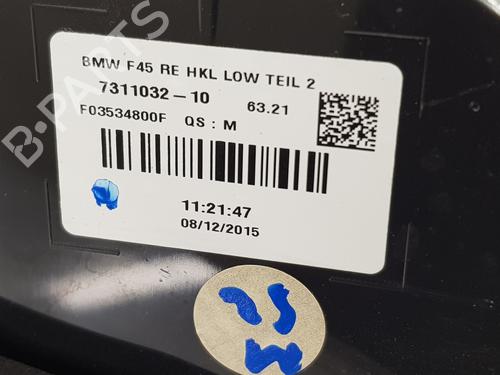 BMW F45 RE HKL LOW TEIL 2
7311032-10 63.21
F03534800F QS : M
11:21:47
08/12/2015
B-PARTS